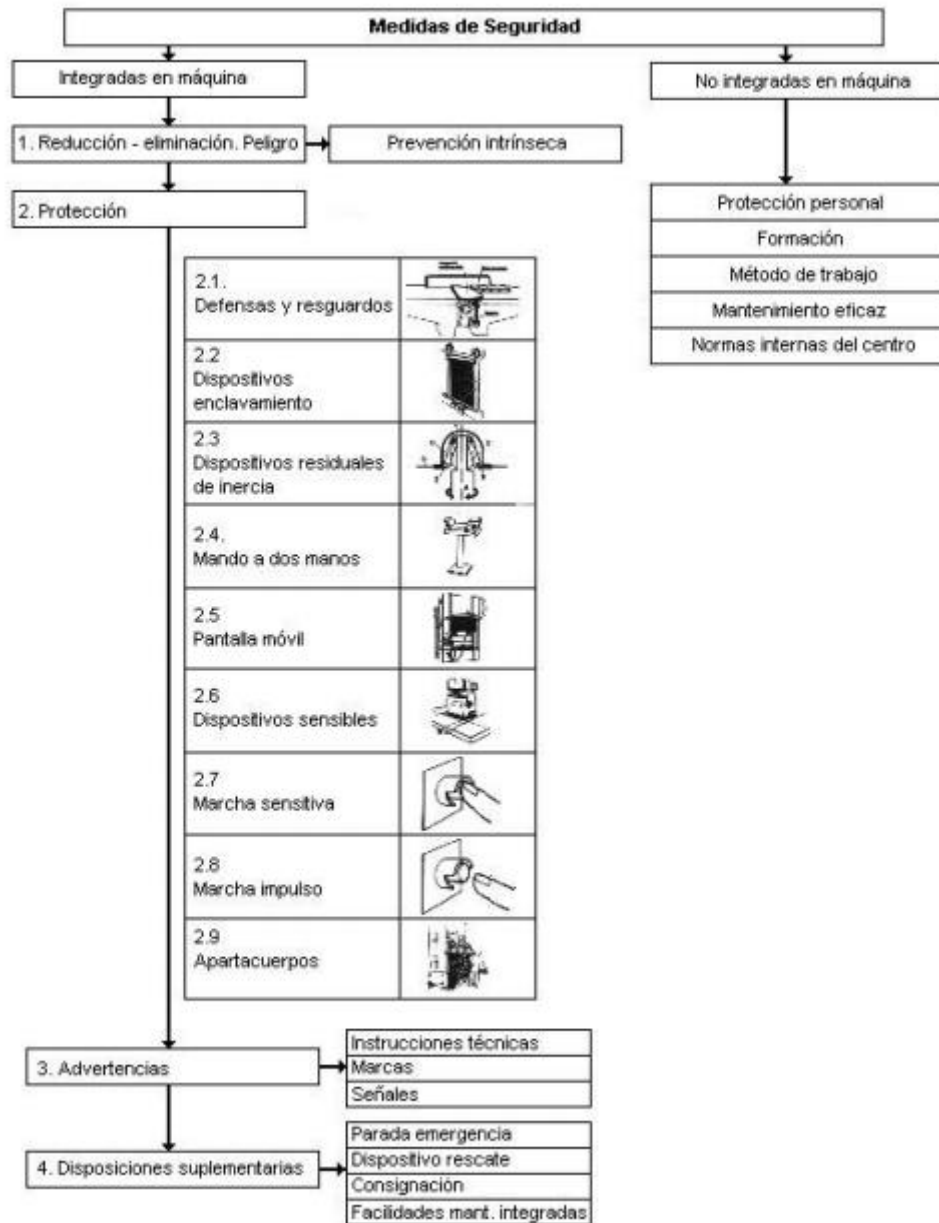 Medidas de Seguridad
Integradas en máquina
No integradas en máquina
1. Reducción - eliminación. Peligro
Prevención intrínseca
2. Protección
Protección personal
Formación
Método de trabajo
Mantenimiento eficaz
Normas internas del centro
2.1.
Defensas y resguardos
2.2
Dispositivos
enclavamiento
2.3
Dispositivos residuales
de inercia
2.4.
Mando a dos manos
2.5
Pantalla móvil
2.6
Dispositivos sensibles
2.7
Marcha sensitiva
2.8
Marcha impulso
2.9
Apartacuerpos
3. Advertencias
Instrucciones técnicas
Marcas
Señales
4. Disposiciones suplementarias
Parada emergencia
Dispositivo rescate
Consignación
Facilidades mant. integradas